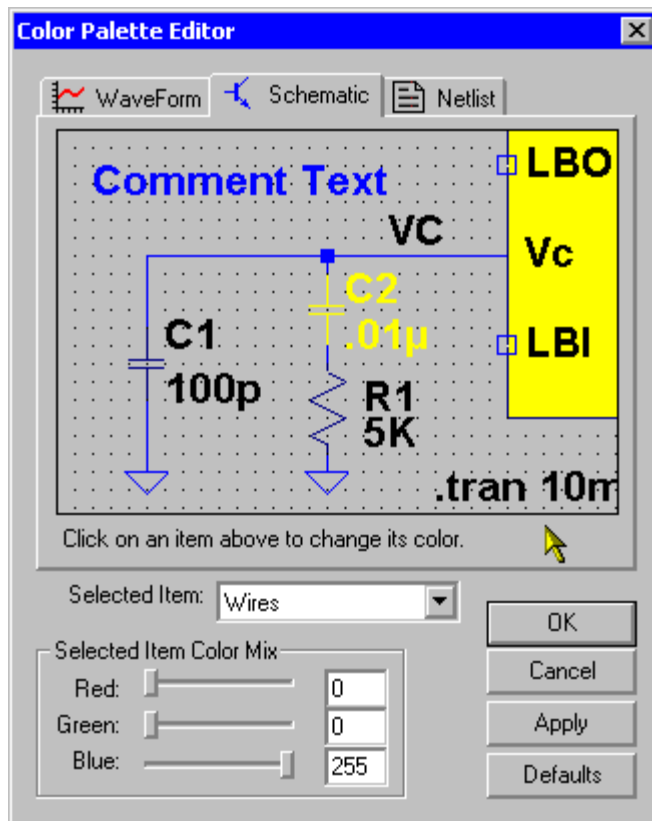 Color Palette Editor
WaveForm Schematic Netlist
Comment Text
LBO
VC
Vc
C2
.01µ
C1
100p
LBI
R1
5K
.tran 10m
Click on an item above to change its color.
Selected Item: Wires
OK
Selected Item Color Mix
Cancel
Red: 0
Green: 0
Apply
Blue: 255
Defaults